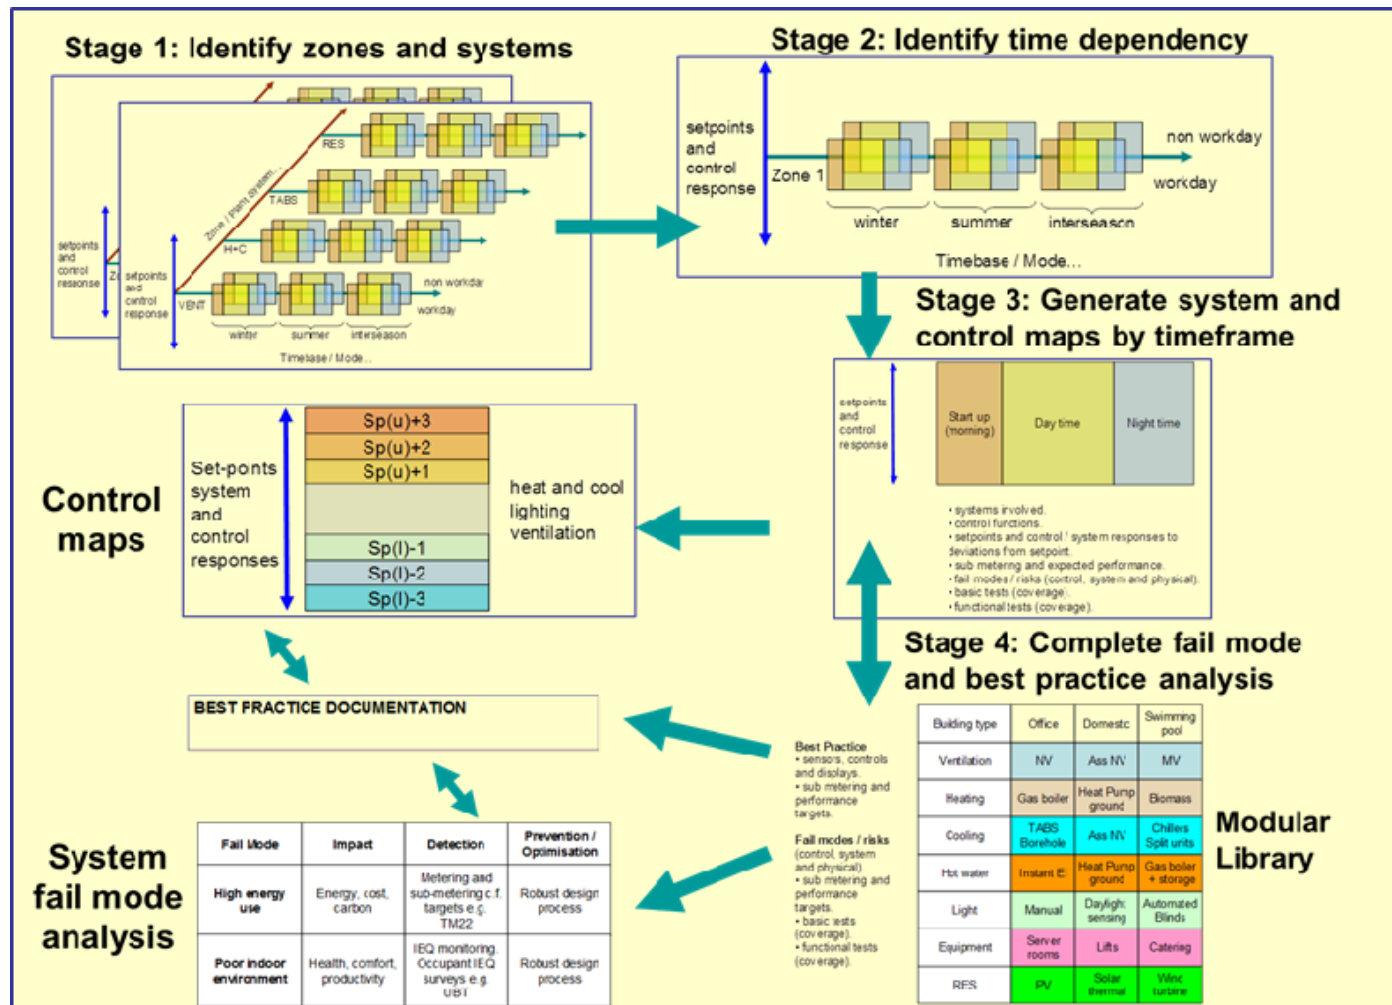 Stage 1: Identify zones and systems
Stage 2: Identify time dependency
RES
TABS
H+C
VENT
Zone / Plant system...
setpoints
and
control
response
setpoints
and
control
response
non workday
workday
winter
summer
interseason
Timebase / Mode...
setpoints
and
control
response
Zone 1
non workday
workday
winter
summer
interseason
Timebase / Mode...
Stage 3: Generate system and
control maps by timeframe
setpoints
and
control
response
Start up
(morning)
Day time
Night time
• systems involved.
• control functions.
• setpoints and control / system responses to
deviations from setpoint.
• sub metering and expected performance.
• fail modes / risks (control, system and physical).
• basic tests (coverage).
• functional tests (coverage).
Control
maps
Set-ponts
system
and
control
responses
Sp(u)+3
Sp(u)+2
Sp(u)+1
Sp(l)-1
Sp(l)-2
Sp(l)-3
heat and cool
lighting
ventilation
Stage 4: Complete fail mode
and best practice analysis
BEST PRACTICE DOCUMENTATION
Best Practice
• sensors, controls
and displays.
• sub metering and
performance
targets.
Fail modes / risks
(control, system
and physical)
• sub metering and
performance
targets.
• basic tests
(coverage).
• functional tests
(coverage).
Building type Office Domestc Swimming
pool
Ventilation NV Ass NV MV
Heating Gas boiler Heat Pump
ground Biomass
Cooling TABS
Borehole Ass NV Chillers
Split units
Hot water Instant E Heat Pump
ground Gas boiler
+ storage
Light Manual Daylight
sensing Automated
Blinds
Equipment Server
rooms Lifts Catering
RES PV Solar
thermal Wind
turbine
Modular
Library
System
fail mode
analysis
Fail Mode Impact Detection Prevention /
Optimisation
High energy
use Energy, cost,
carbon Metering and
sub-metering c.f.
targets e.g.
TM22 Robust design
process
Poor indoor
environment Health, comfort,
productivity IEQ monitoring.
Occupant IEQ
surveys e.g.
UBT Robust design
process